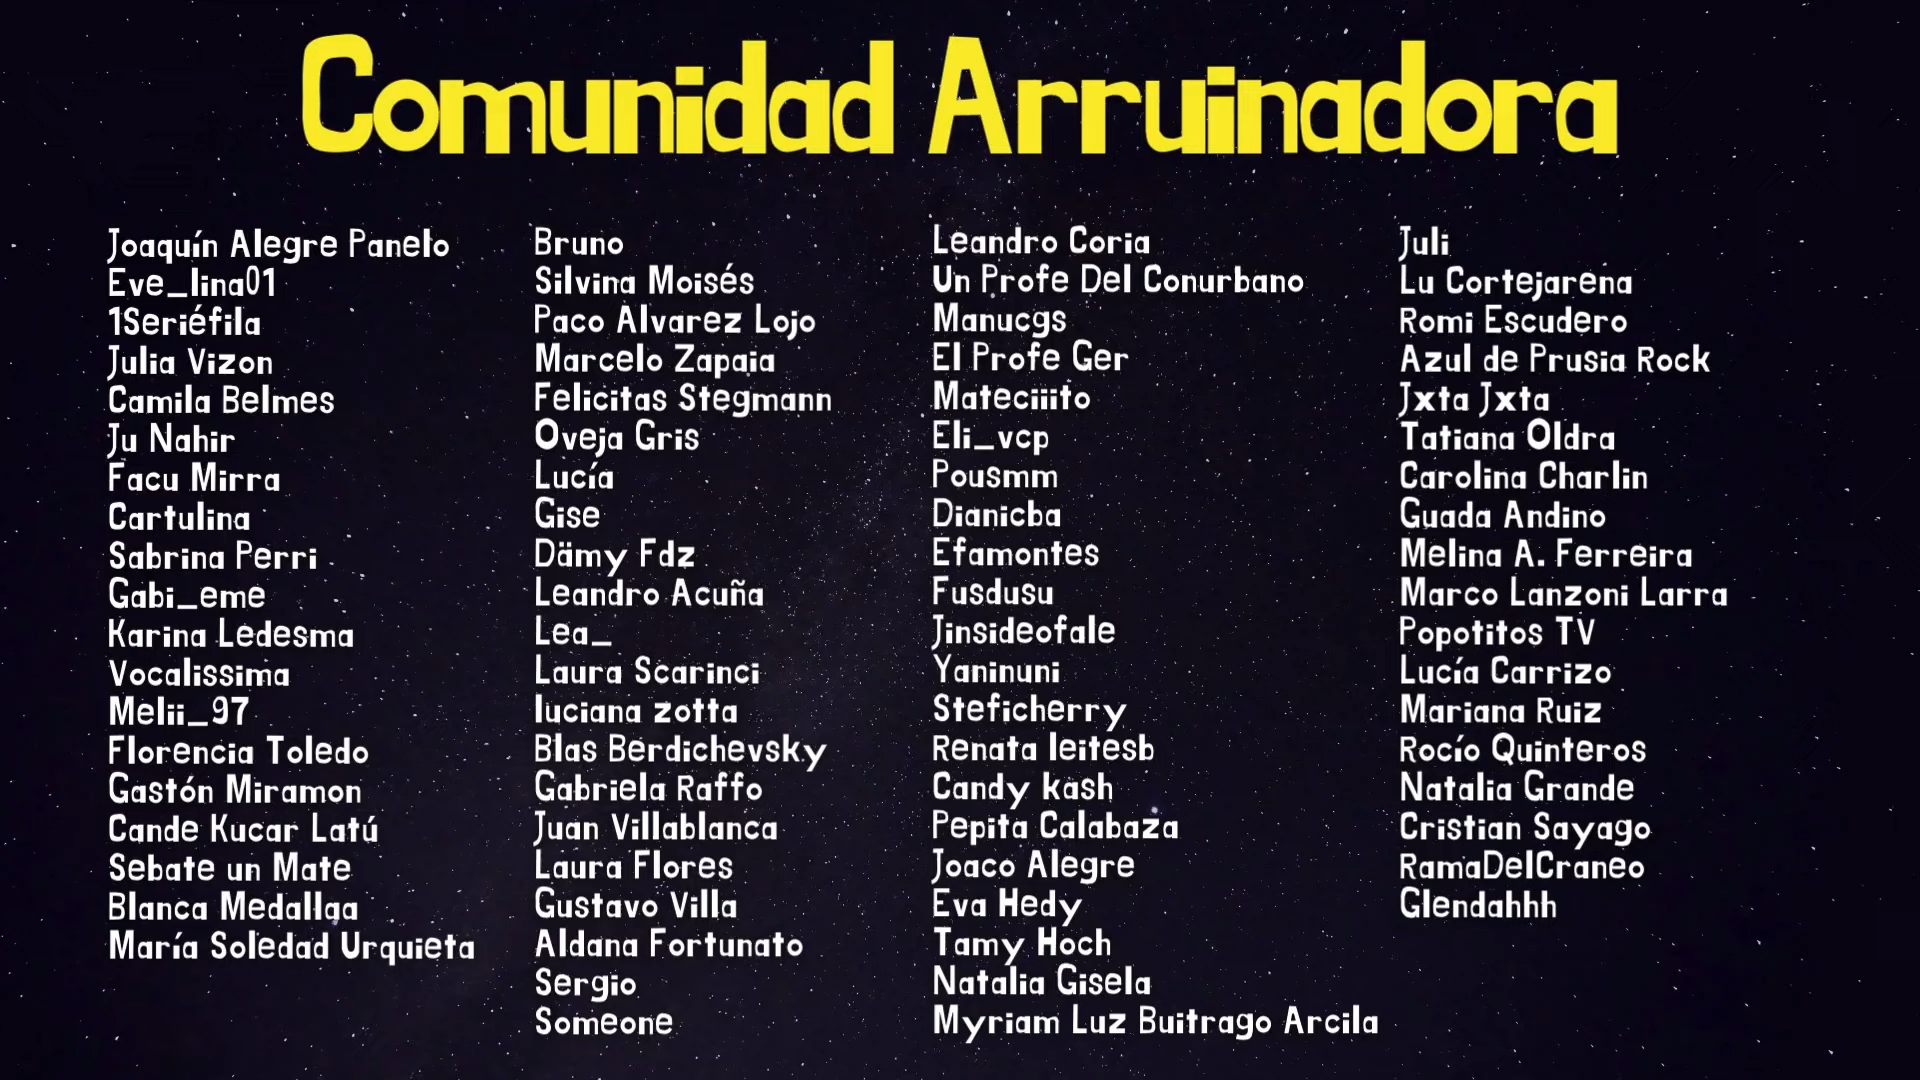 Comunidad Arruinadora
Joaquín Alegre Panelo
Eve_lina01
1Seriéfila
Julia Vizon
Camila Belmes
Ju Nahir
Facu Mirra
Cartulina
Sabrina Perri
Gabi_eme
Karina Ledesma
Vocalissima
Melii_97
Florencia Toledo
Gastón Miramon
Cande Kucar Latú
Sebate un Mate
Blanca Medallga
María Soledad Urquieta
Bruno
Silvina Moisés
Paco Alvarez Lojo
Marcelo Zapaia
Felicitas Stegmann
Oveja Gris
Lucía
Gise
Dämy Fdz
Leandro Acuña
Lea_
Laura Scarinci
luciana zotta
Blas Berdichevsky
Gabriela Raffo
Juan Villablanca
Laura Flores
Gustavo Villa
Aldana Fortunato
Sergio
Someone
Leandro Coria
Un Profe Del Conurbano
Manucgs
El Profe Ger
Mateciiito
Eli_vcp
Pousmm
Dianicba
Efamontes
Fusdusu
Jinsideofale
Yaninuni
Steficherry
Renata leitesb
Candy kash
Pepita Calabaza
Joaco Alegre
Eva Hedy
Tamy Hoch
Natalia Gisela
Myriam Luz Buitrago Arcila
Juli
Lu Cortejarena
Romi Escudero
Azul de Prusia Rock
Jxta Jxta
Tatiana Oldra
Carolina Charlin
Guada Andino
Melina A. Ferreira
Marco Lanzoni Larra
Popotitos TV
Lucía Carrizo
Mariana Ruiz
Rocío Quinteros
Natalia Grande
Cristian Sayago
RamaDelCraneo
Glendahhh